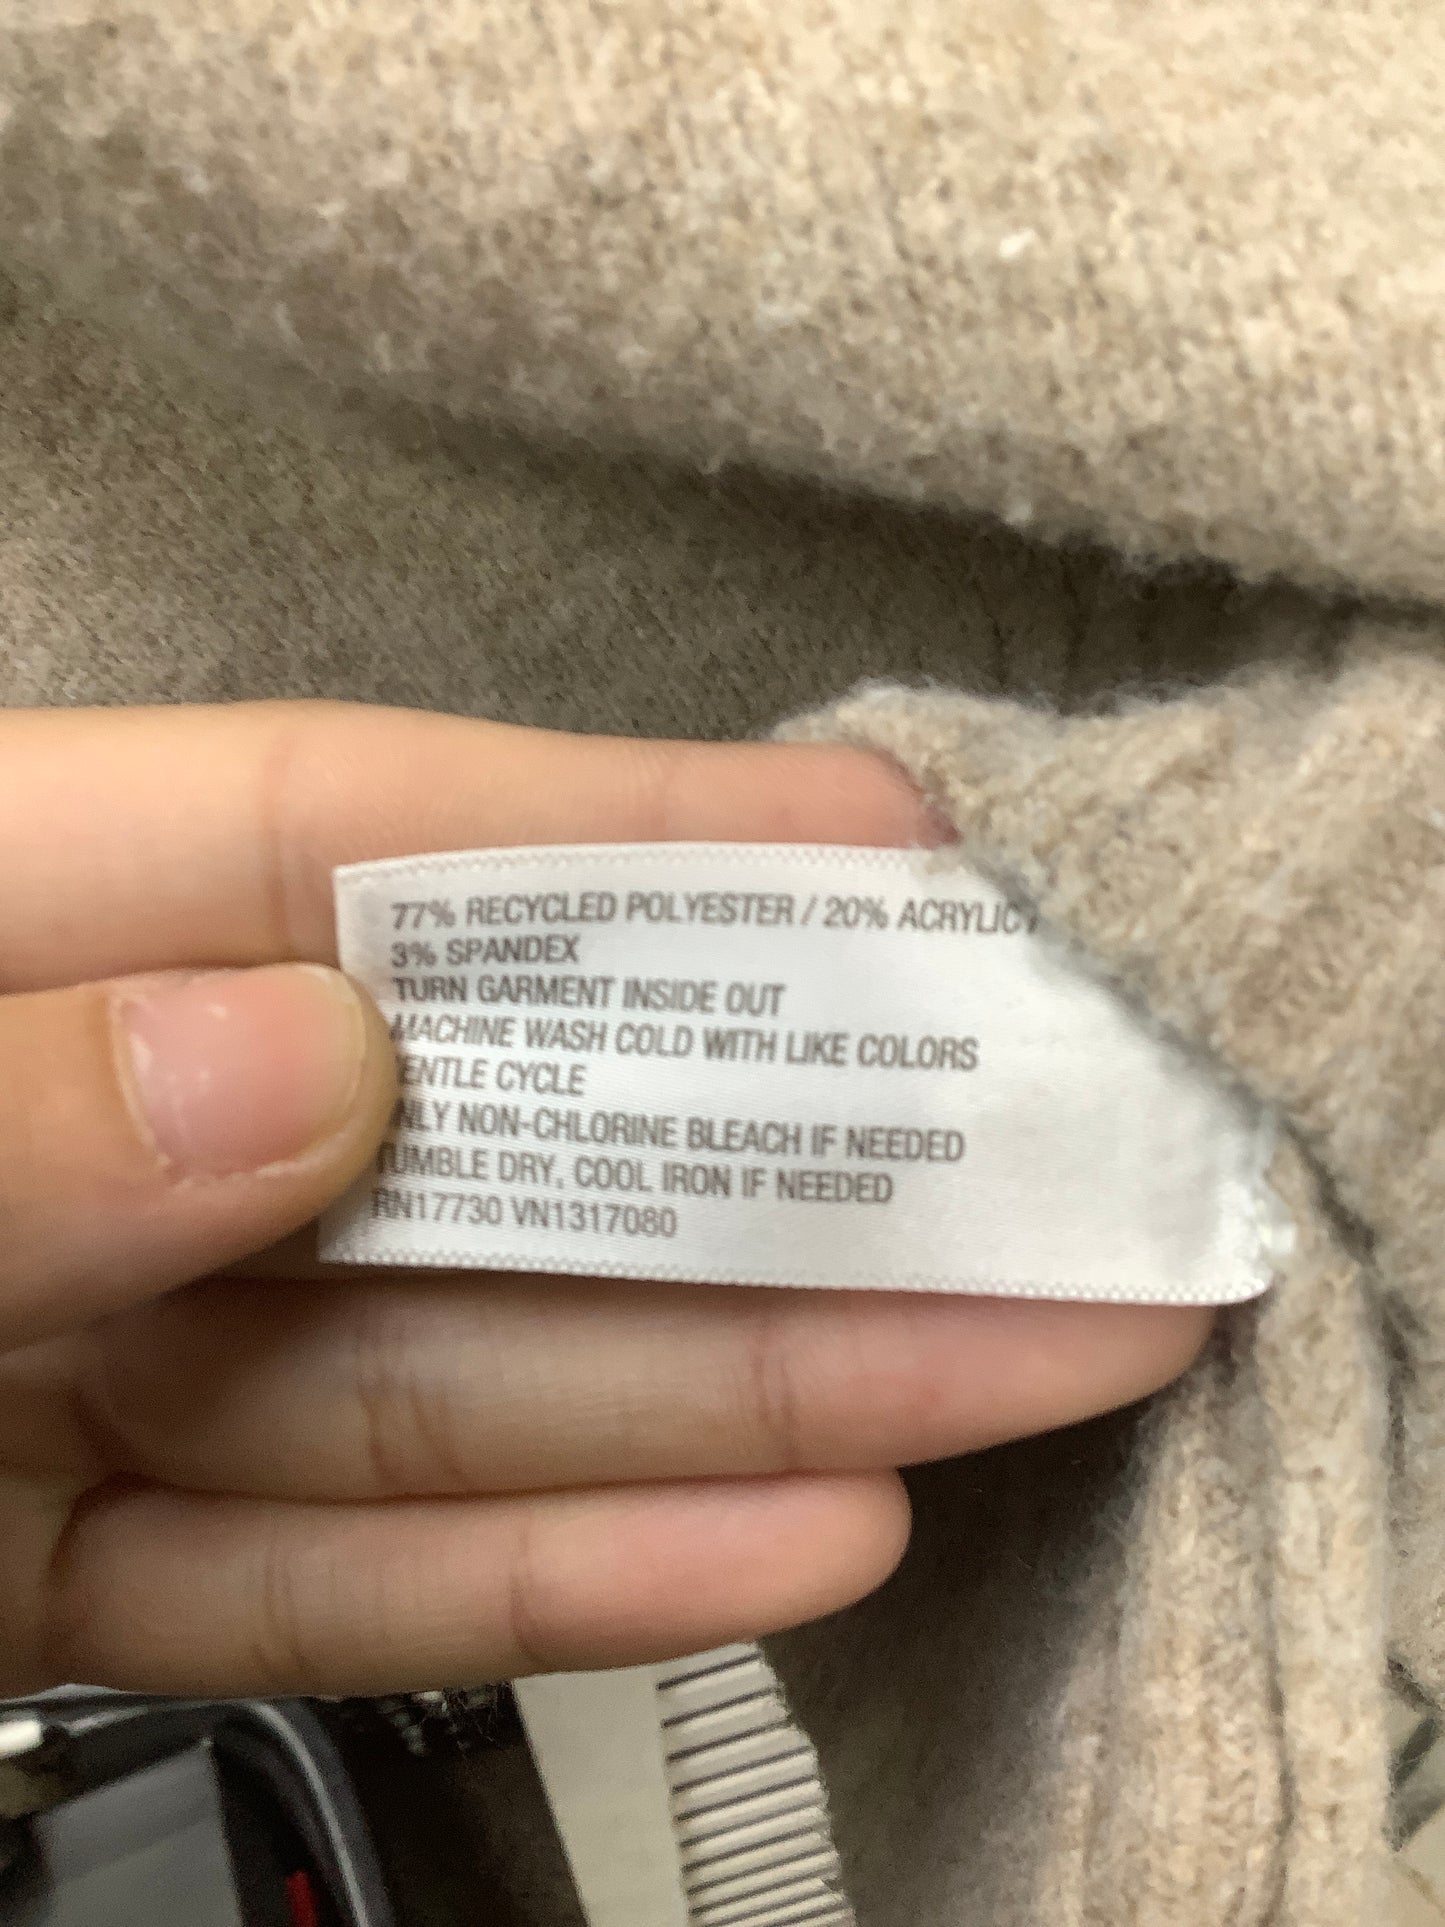 77% RECYCLED POLYESTER / 20% ACRYLIC /
3% SPANDEX
TURN GARMENT INSIDE OUT
MACHINE WASH COLD WITH LIKE COLORS
ENTLE CYCLE
NLY NON-CHLORINE BLEACH IF NEEDED
TUMBLE DRY, COOL IRON IF NEEDED
RN17730 VN1317080